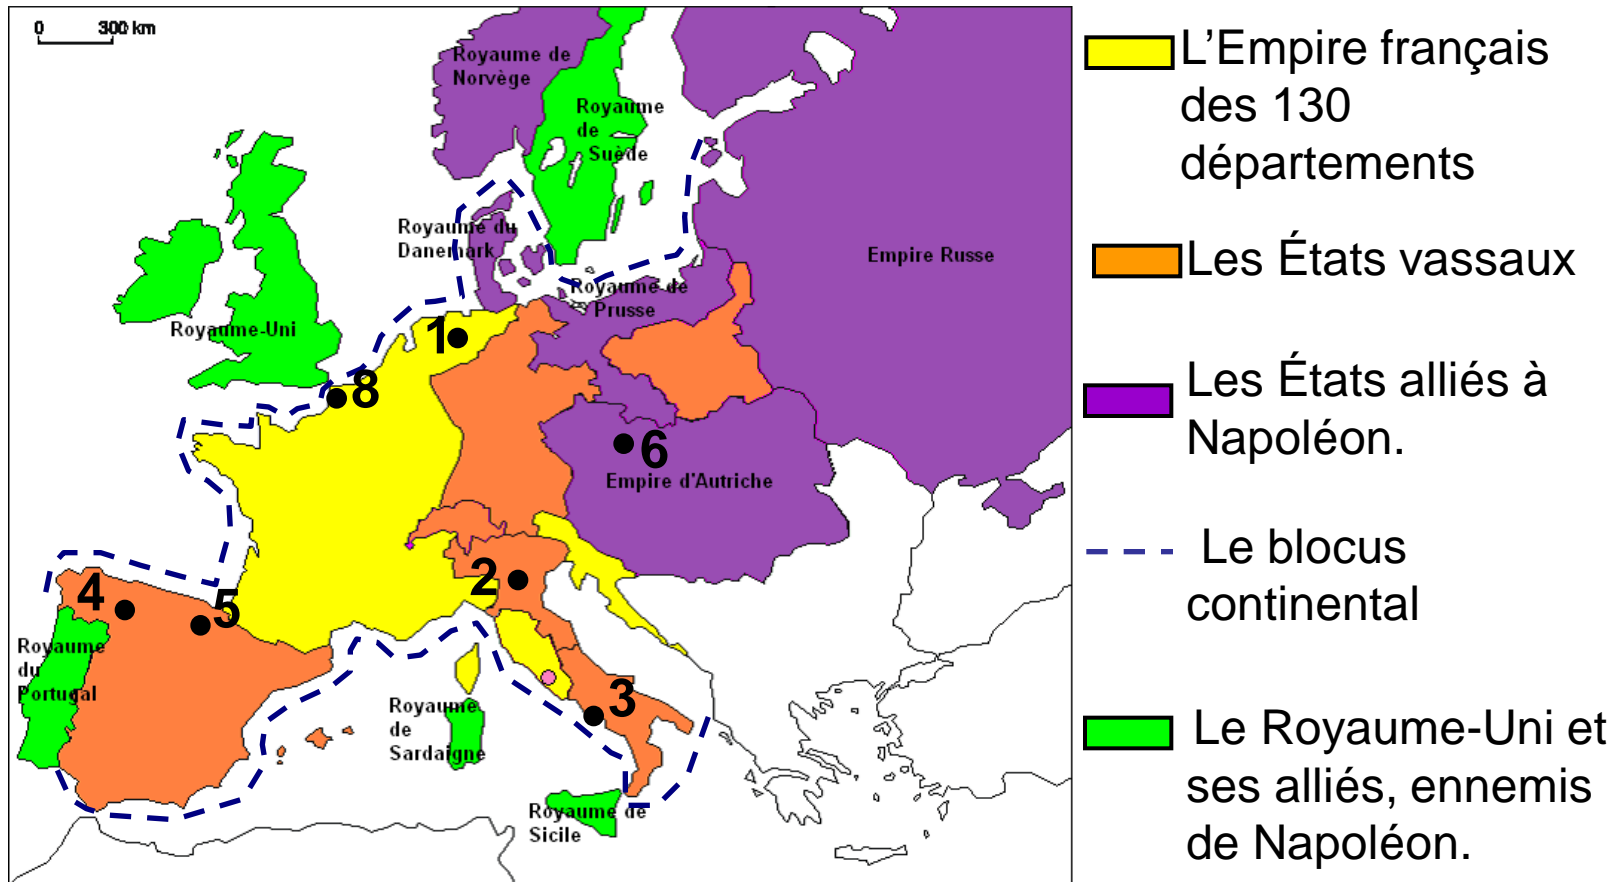 0 300 km
Royaume de
Norvège
Royaume
de
Suède
Royaume du
Danemark
Empire Russe
Royaume de
Prusse
Royaume-Uni
1
8
6
Empire d'Autriche
2
4
5
Royaume
du
Portugal
3
Royaume
de
Sardaigne
Royaume de
Sicile
L’Empire français
des 130
départements
Les États vassaux
Les États alliés à
Napoléon.
Le blocus
continental
Le Royaume-Uni et
ses alliés, ennemis
de Napoléon.